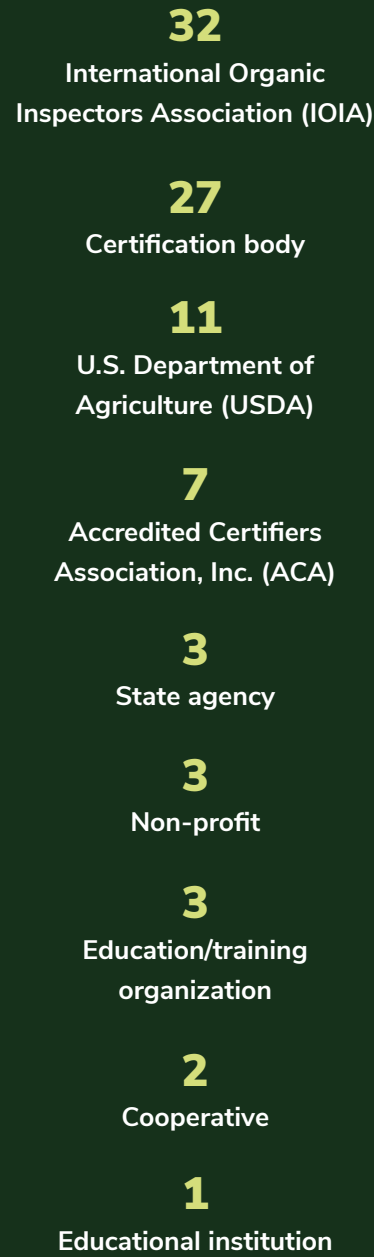 32
International Organic
Inspectors Association (IOIA)
27
Certification body
11
U.S. Department of
Agriculture (USDA)
7
Accredited Certifiers
Association, Inc. (ACA)
3
State agency
3
Non-profit
3
Education/training
organization
2
Cooperative
1
Educational institution